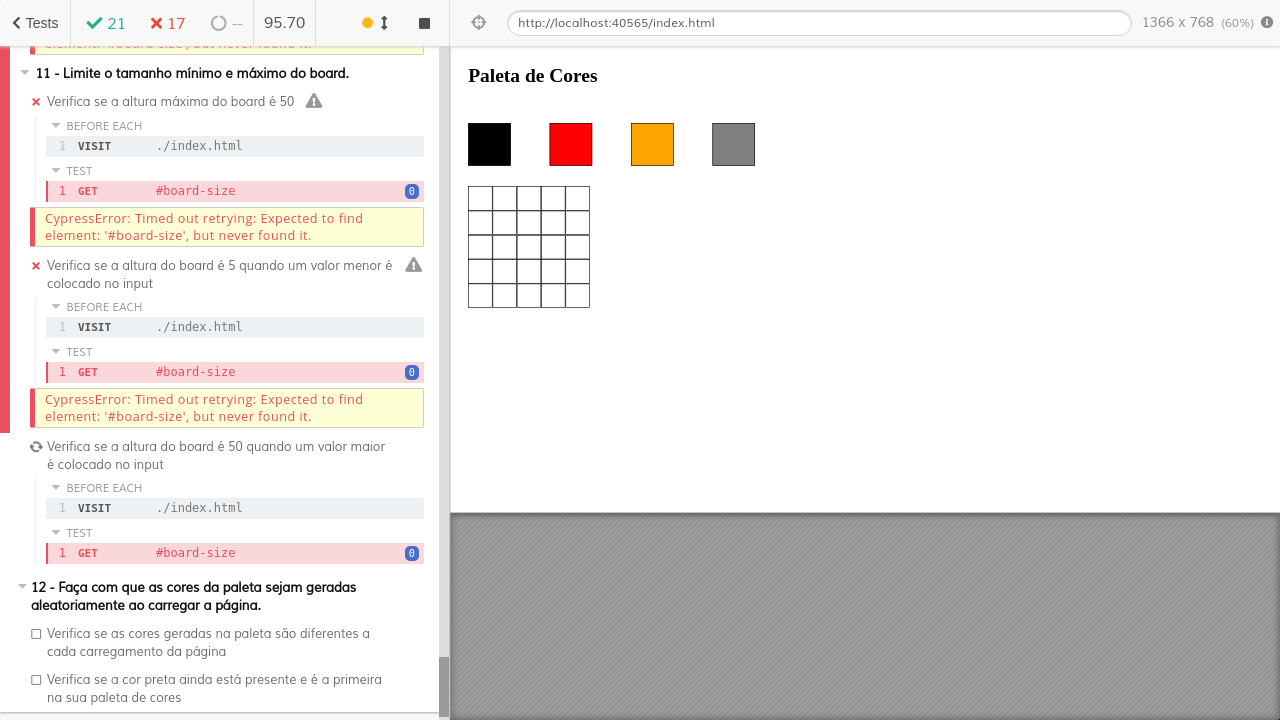 Tests
21
17
--
95.70
http://localhost:40565/index.html
1366 x 768 (60%)
element: '#board-size', but never found it.
11 - Limite o tamanho mínimo e máximo do board.
Verifica se a altura máxima do board é 50
BEFORE EACH
1 VISIT ./index.html
TEST
1 GET #board-size 0
CypressError: Timed out retrying: Expected to find
element: '#board-size', but never found it.
Verifica se a altura do board é 5 quando um valor menor é
colocado no input
BEFORE EACH
1 VISIT ./index.html
TEST
1 GET #board-size 0
CypressError: Timed out retrying: Expected to find
element: '#board-size', but never found it.
Verifica se a altura do board é 50 quando um valor maior
é colocado no input
BEFORE EACH
1 VISIT ./index.html
TEST
1 GET #board-size 0
12 - Faça com que as cores da paleta sejam geradas
aleatoriamente ao carregar a página.
Verifica se as cores geradas na paleta são diferentes a
cada carregamento da página
Verifica se a cor preta ainda está presente e é a primeira
na sua paleta de cores
Paleta de Cores